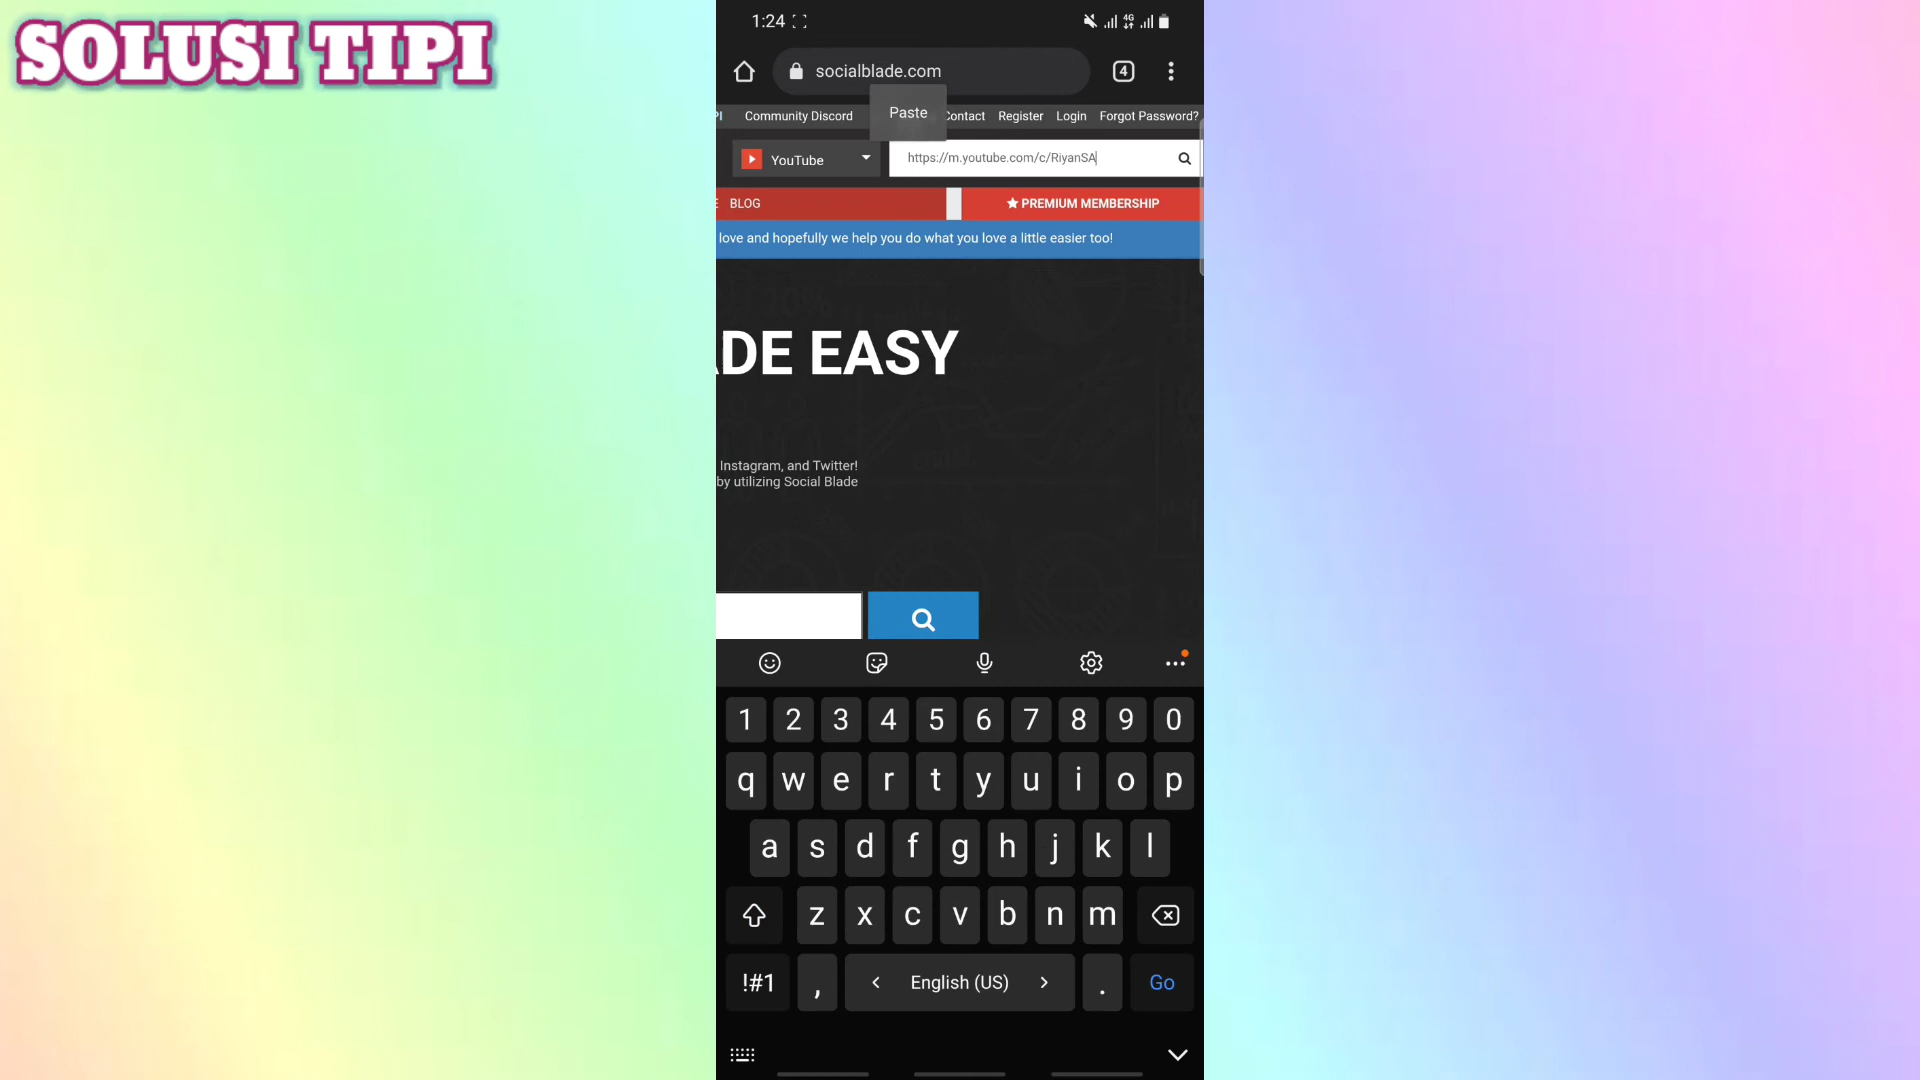 SOLUSI TIPI
1:24
4G
socialblade.com
4
Paste
PI Community Discord Contact Register Login Forgot Password?
YouTube
https://m.youtube.com/c/RiyanSA
E BLOG
PREMIUM MEMBERSHIP
love and hopefully we help you do what you love a little easier too!
ADE EASY
Instagram, and Twitter!
by utilizing Social Blade
1 2 3 4 5 6 7 8 9 0
q w e r t y u i o p
a s d f g h j k l
z x c v b n m
!#1 , < English (US) > . Go